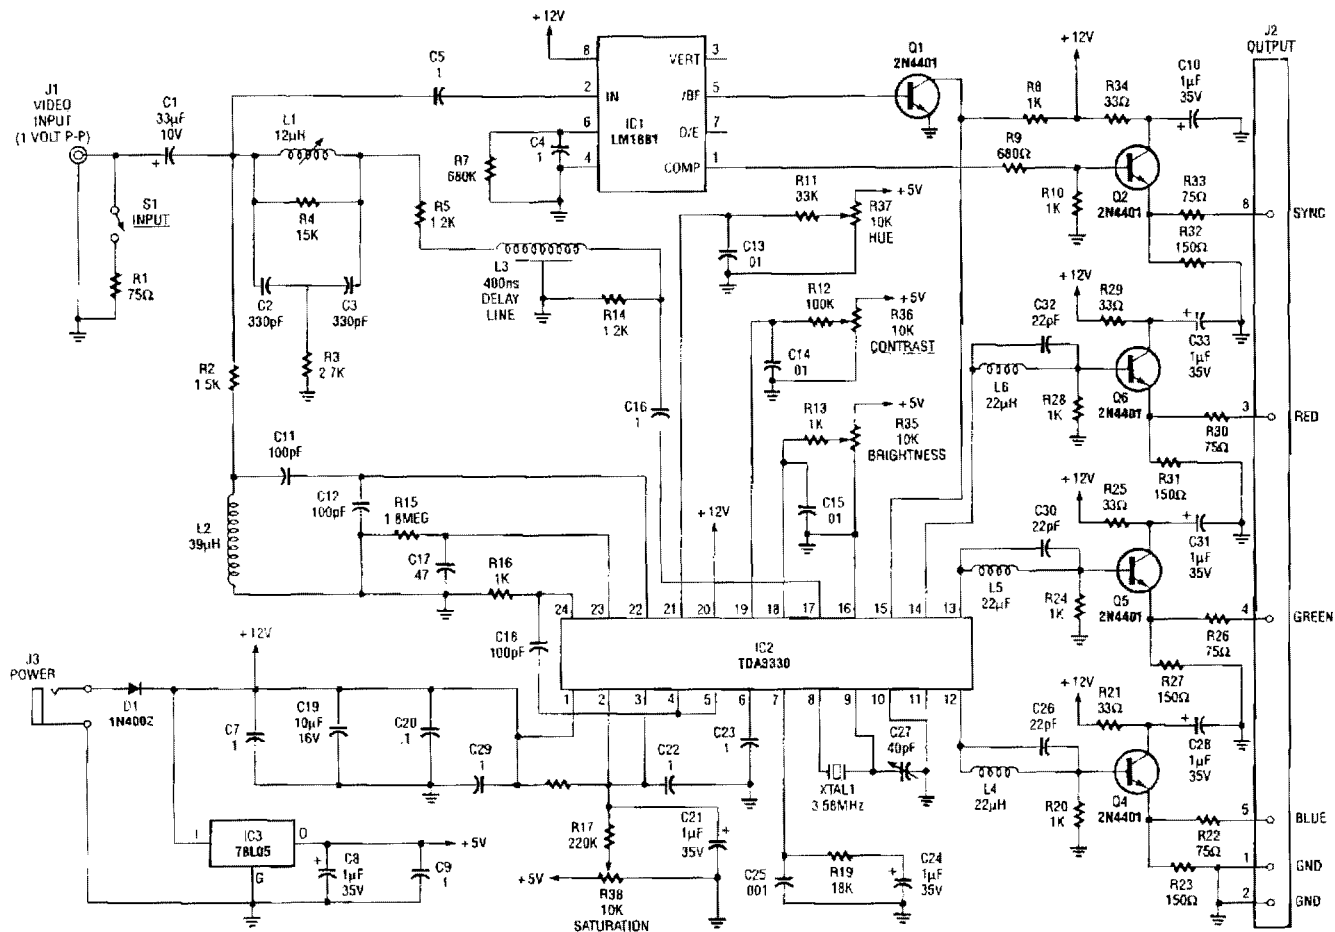 J1
VIDEO
INPUT
(1 VOLT P-P)
C1
33µF
10V
+
S1
INPUT
R1
75Ω
L1
12µH
R4
15K
C2
330pF
C3
330pF
R3
2.7K
R2
1.5K
C5
.1
+12V
8
2
6
4
IN
VERT
/BF
O/E
COMP
3
5
7
1
IC1
LM1881
R7
680K
C4
.1
R5
1.2K
L3
400ns
DELAY
LINE
R14
1.2K
C16
.1
Q1
2N4401
R8
1K
+12V
R34
33Ω
C10
1µF
35V
+
R9
680Ω
R10
1K
Q2
2N4401
R33
75Ω
R32
150Ω
J2
OUTPUT
8
SYNC
R11
33K
+5V
R37
10K
HUE
C13
.01
R12
100K
+5V
R36
10K
CONTRAST
C14
.01
R13
1K
+5V
R35
10K
BRIGHTNESS
C15
.01
+12V
R29
33Ω
C32
22pF
+
C33
1µF
35V
L6
22µH
R28
1K
Q6
2N4401
R30
75Ω
R31
150Ω
3
RED
C11
100pF
C12
100pF
R15
1.8MEG
L2
39µH
C17
.47
R16
1K
C18
100pF
+12V
+12V
R25
33Ω
C30
22pF
+
C31
1µF
35V
L5
22µF
R24
1K
Q5
2N4401
R26
75Ω
R27
150Ω
4
GREEN
24
23
22
21
20
19
18
17
16
15
14
13
IC2
TDA3330
1
2
3
4
5
6
7
8
9
10
11
12
J3
POWER
D1
1N4002
+12V
C7
.1
C19
10µF
16V
C20
.1
C29
.1
C22
.1
C23
.1
C27
40pF
XTAL1
3.58MHz
+12V
R21
33Ω
C26
22pF
+
C28
1µF
35V
L4
22µH
R20
1K
Q4
2N4401
R22
75Ω
R23
150Ω
5
BLUE
1
GND
2
GND
I
IC3
78L05
O
G
+5V
+
C8
1µF
35V
C9
.1
R17
220K
C21
1µF
35V
+
+5V
R38
10K
SATURATION
C25
.001
R19
18K
+
C24
1µF
35V